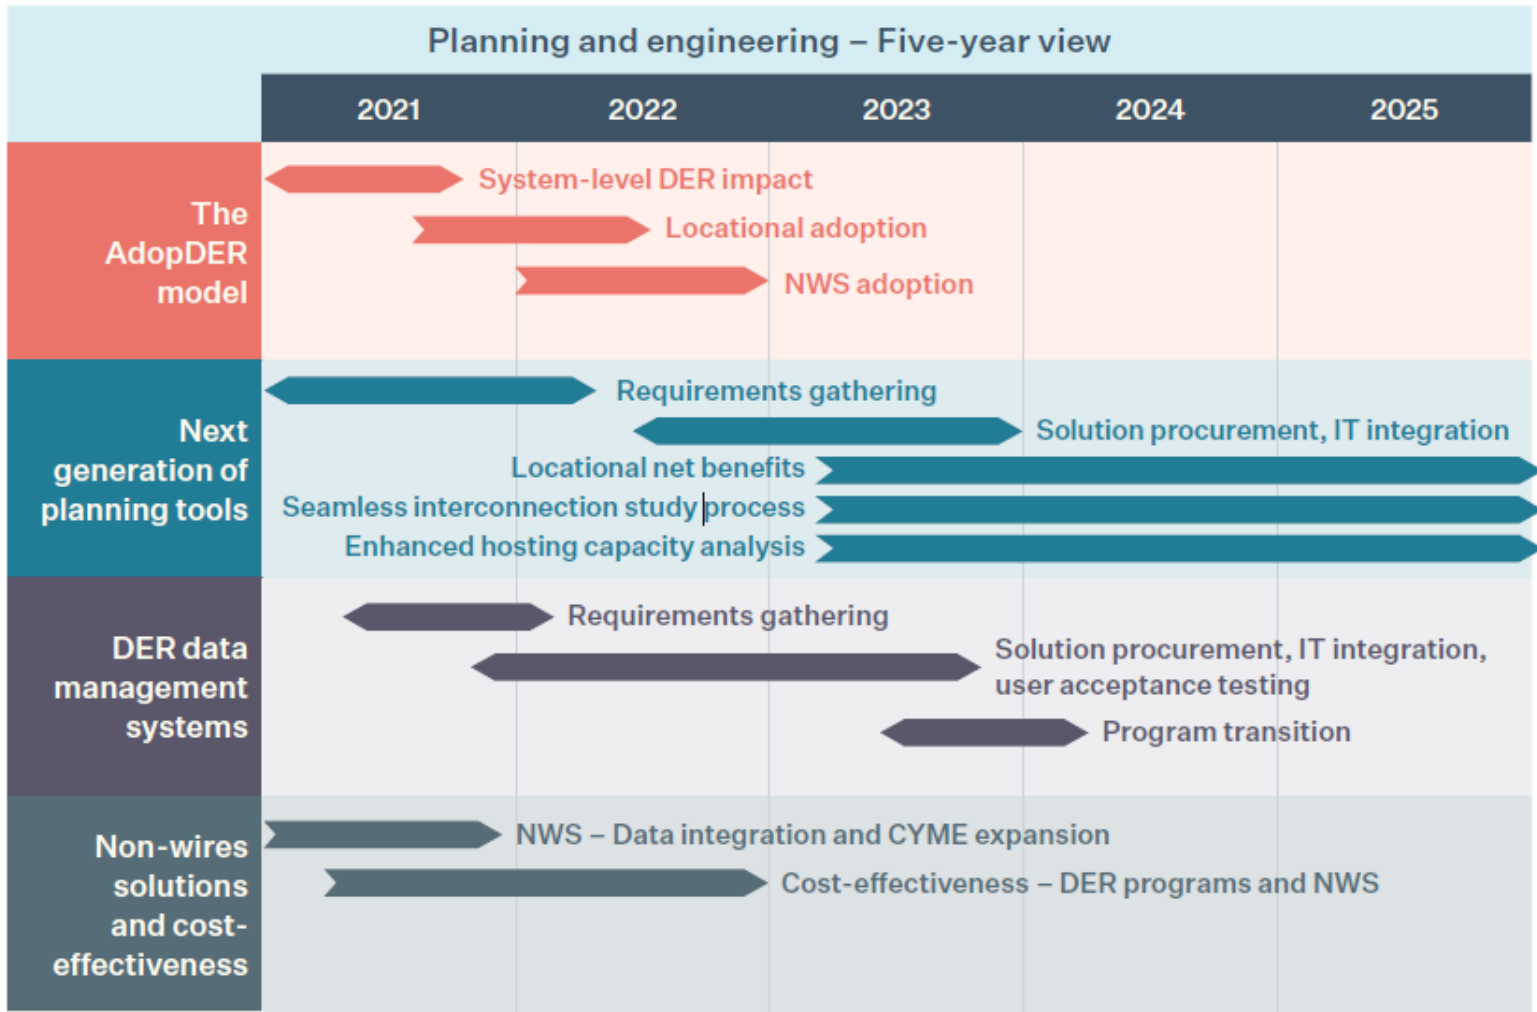 Planning and engineering – Five-year view
2021 2022 2023 2024 2025
The
AdopDER
model
System-level DER impact
Locational adoption
NWS adoption
Next
generation of
planning tools
Requirements gathering
Solution procurement, IT integration
Locational net benefits
Seamless interconnection study process
Enhanced hosting capacity analysis
DER data
management
systems
Requirements gathering
Solution procurement, IT integration,
user acceptance testing
Program transition
Non-wires
solutions
and cost-
effectiveness
NWS – Data integration and CYME expansion
Cost-effectiveness – DER programs and NWS